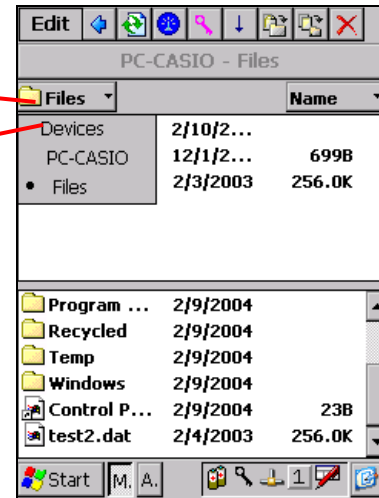 Edit
PC-CASIO - Files
Files Name
Devices 2/10/2...
PC-CASIO 12/1/2... 699B
• Files 2/3/2003 256.0K
Program ... 2/9/2004
Recycled 2/9/2004
Temp 2/9/2004
Windows 2/9/2004
Control P... 2/9/2004 23B
test2.dat 2/4/2003 256.0K
Start M. A. 1